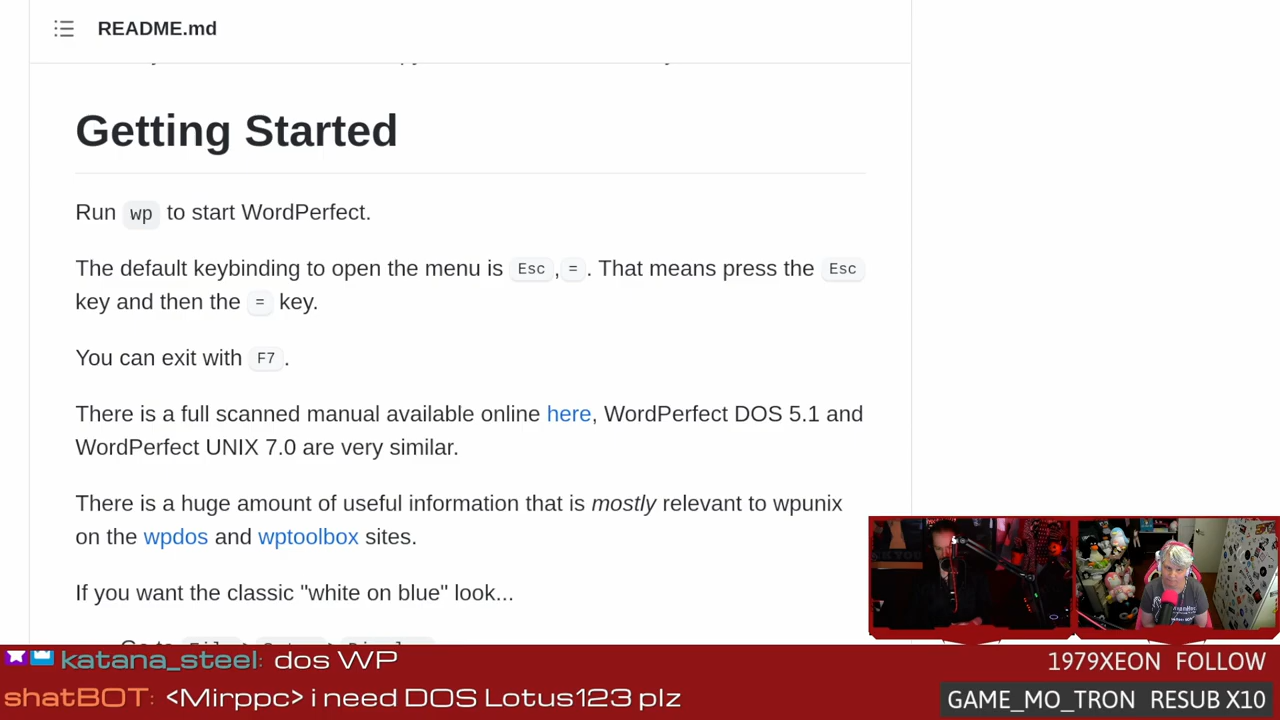 README.md
Getting Started
Run wp to start WordPerfect.
The default keybinding to open the menu is Esc,=. That means press the Esc
key and then the = key.
You can exit with F7.
There is a full scanned manual available online here, WordPerfect DOS 5.1 and
WordPerfect UNIX 7.0 are very similar.
There is a huge amount of useful information that is mostly relevant to wpunix
on the wpdos and wptoolbox sites.
If you want the classic "white on blue" look...
katana_steel: dos WP
shatBOT: <Mirppc> i need DOS Lotus123 plz
1979XEON FOLLOW
GAME_MO_TRON RESUB X10